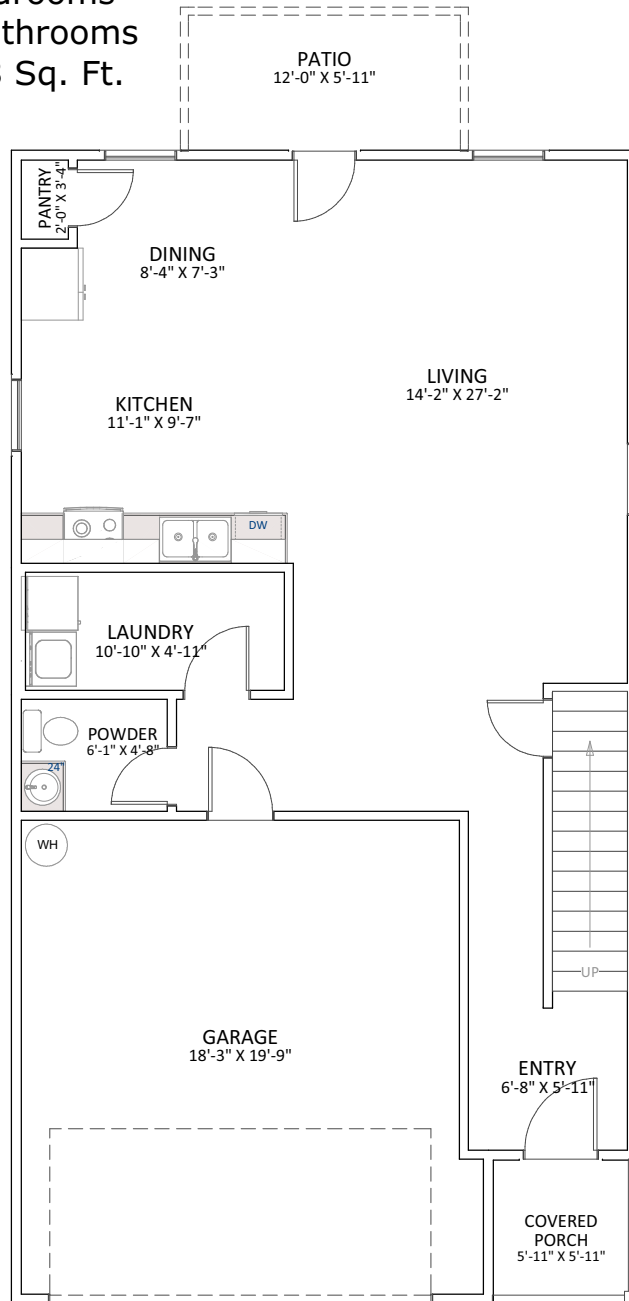 Sq. Ft.
PATIO
12'-0" X 5'-11"
PANTRY
2'-0" X 3'-4"
DINING
8'-4" X 7'-3"
LIVING
14'-2" X 27'-2"
KITCHEN
11'-1" X 9'-7"
DW
LAUNDRY
10'-10" X 4'-11"
POWDER
6'-1" X 4'-8"
24"
WH
UP
GARAGE
18'-3" X 19'-9"
ENTRY
6'-8" X 5'-11"
COVERED
PORCH
5'-11" X 5'-11"